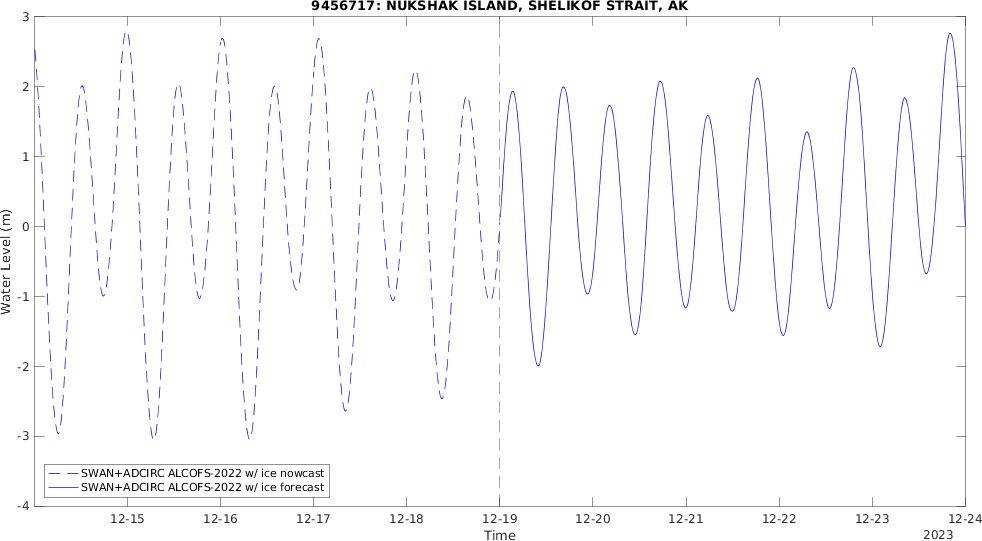 9456717: NUKSHAK ISLAND, SHELIKOF STRAIT, AK
3
2
1
0
-1
-2
-3
-4
Water Level (m)
SWAN+ADCIRC ALCOFS-2022 w/ ice nowcast
SWAN+ADCIRC ALCOFS-2022 w/ ice forecast
12-15 12-16 12-17 12-18 12-19 12-20 12-21 12-22 12-23 12-24
Time
2023